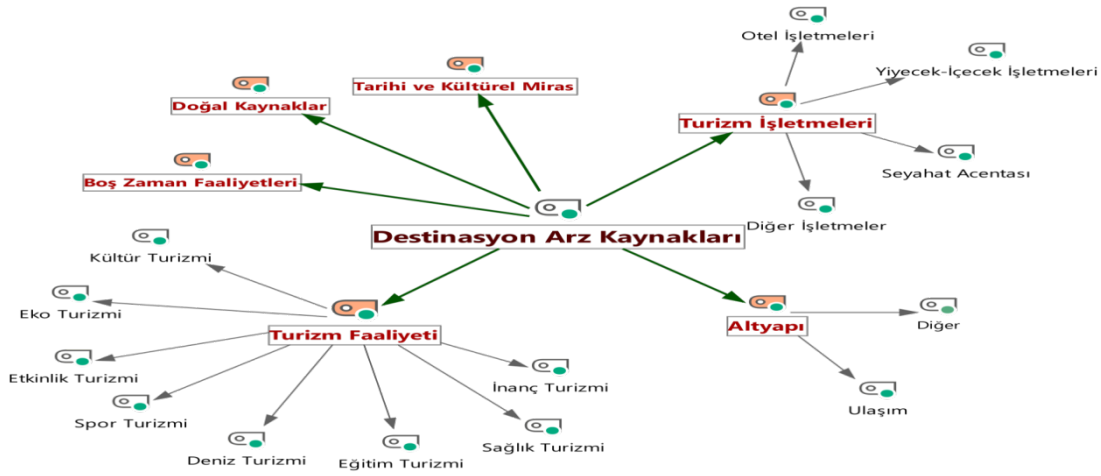 Otel İşletmeleri
Tarihi ve Kültürel Miras
Yiyecek-İçecek İşletmeleri
Doğal Kaynaklar
Turizm İşletmeleri
Seyahat Acentası
Boş Zaman Faaliyetleri
Diğer İşletmeler
Destinasyon Arz Kaynakları
Kültür Turizmi
Eko Turizmi
Turizm Faaliyeti
Altyapı
Diğer
Etkinlik Turizmi
İnanç Turizmi
Ulaşım
Spor Turizmi
Sağlık Turizmi
Deniz Turizmi
Eğitim Turizmi